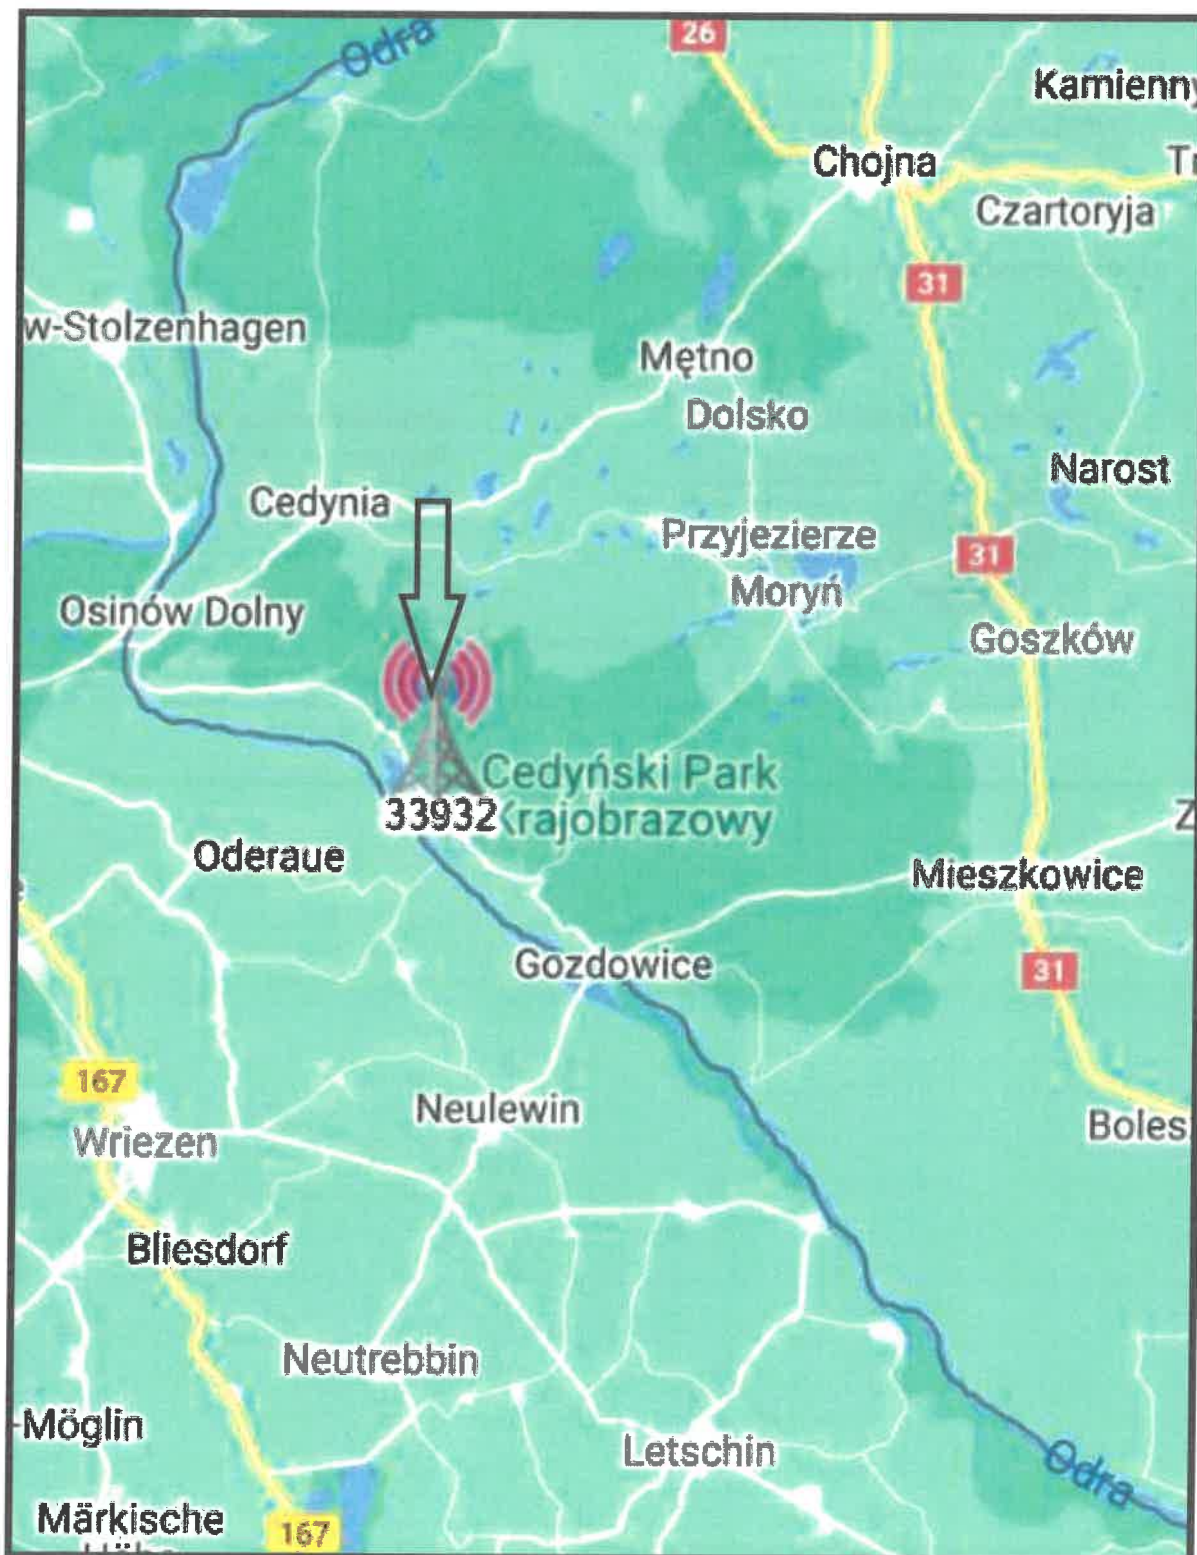 Odra
26
Kamienny
Chojna
Czartoryja
31
w-Stolzenhagen
Mętno
Dolsko
Narost
Cedynia
Przyjezierze
31
Moryń
Osinów Dolny
Goszków
Cedyński Park
Krajobrazowy
33932
Oderaue
Mieszkowice
Gozdowice
31
167
Neulewin
Wriezen
Boles
Bliesdorf
Neutrebbin
-Möglin
Letschin
Odra
Märkische
167